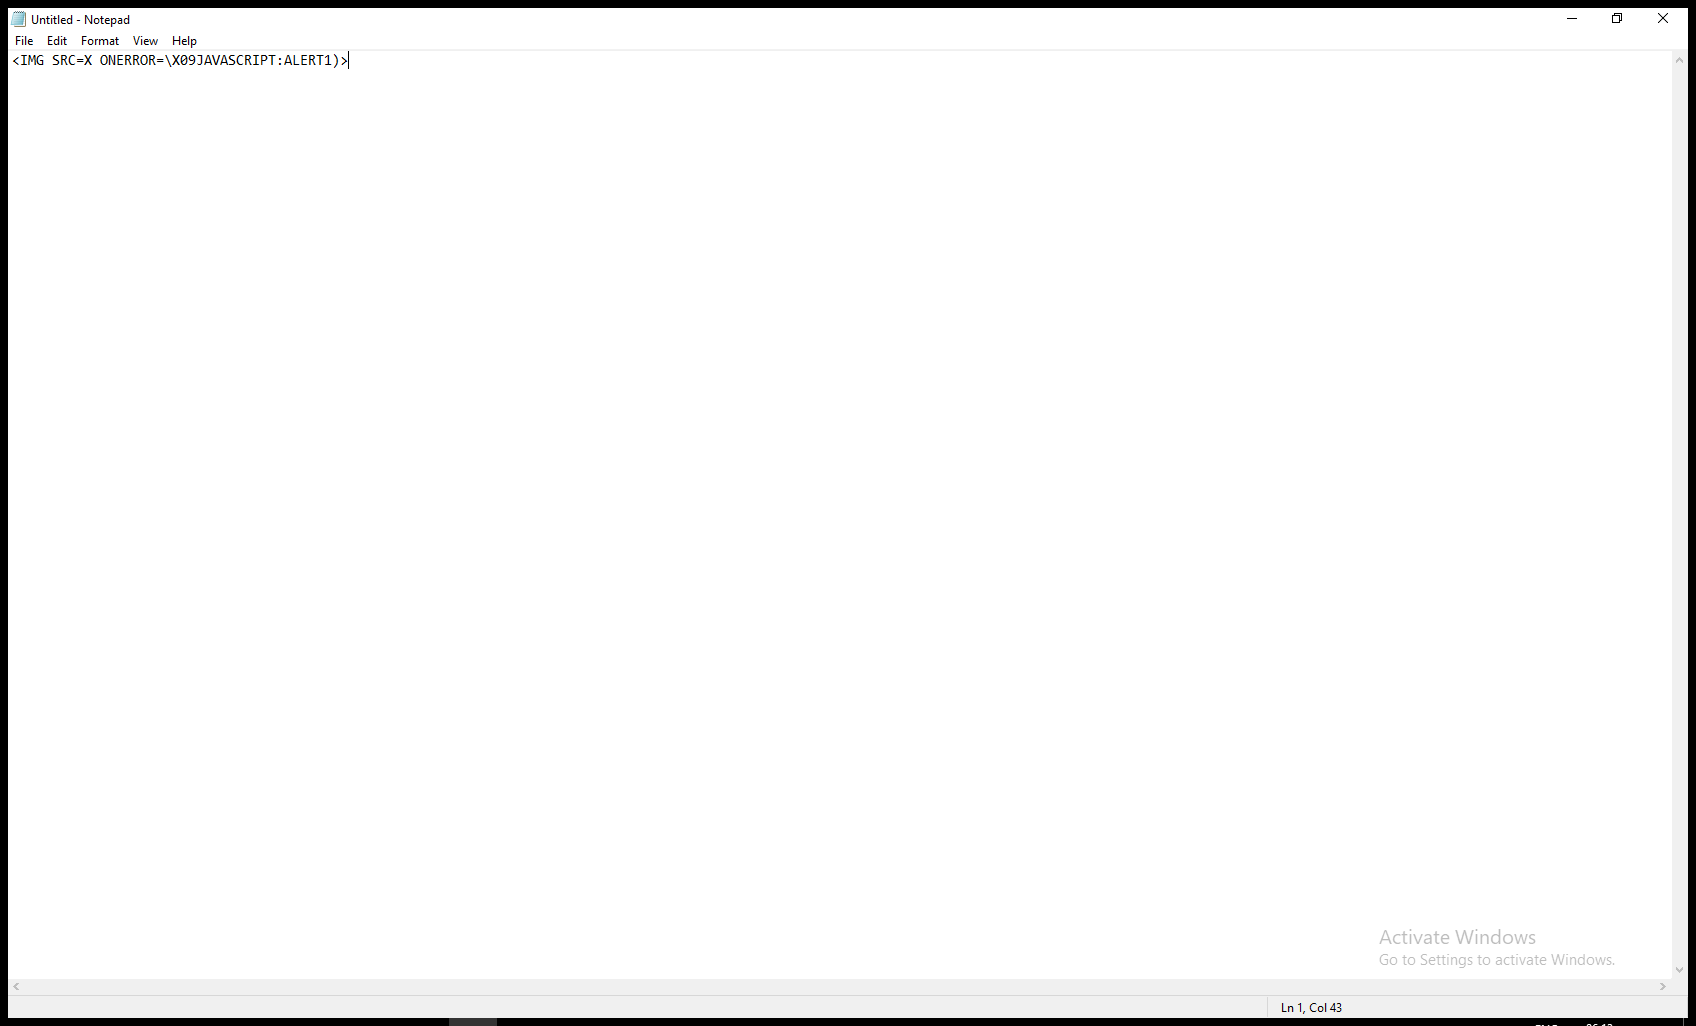 Untitled - Notepad
File Edit Format View Help
<IMG SRC=X ONERROR=\X09JAVASCRIPT:ALERT1)>
Activate Windows
Go to Settings to activate Windows.
Ln 1, Col 43